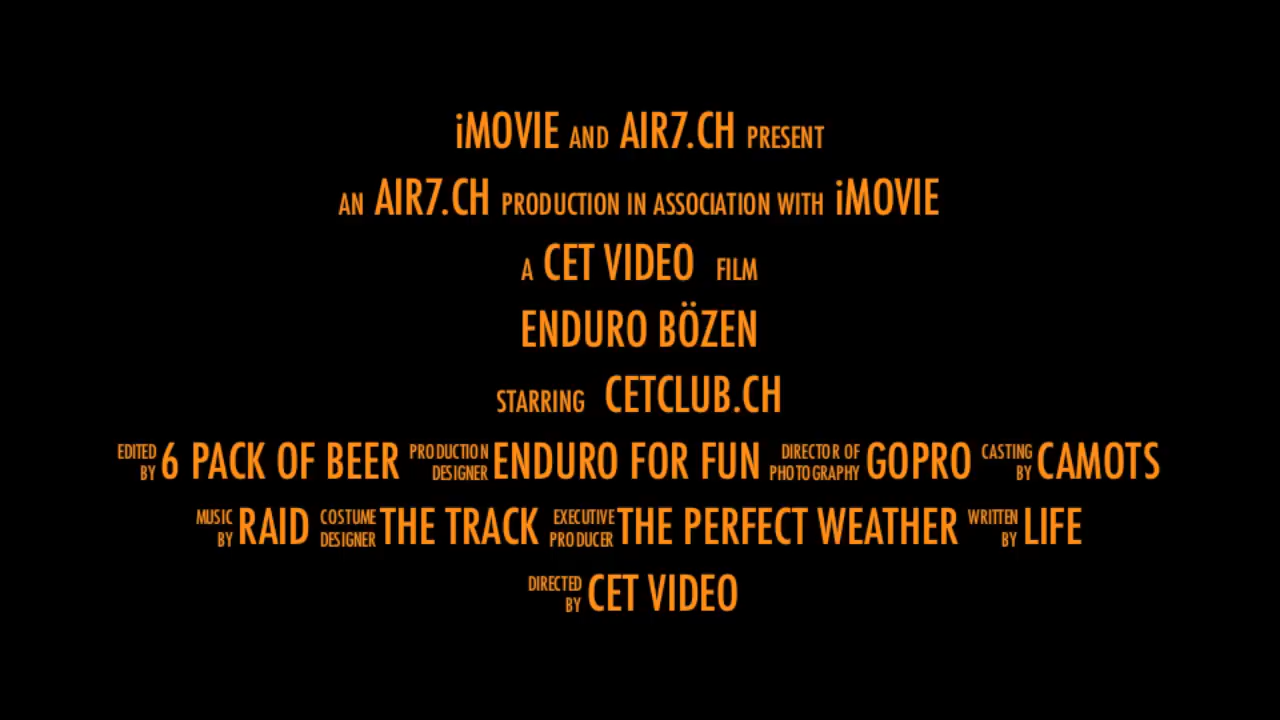 iMOVIE AND AIR7.CH PRESENT
AN AIR7.CH PRODUCTION IN ASSOCIATION WITH iMOVIE
A CET VIDEO FILM
ENDURO BÖZEN
STARRING CETCLUB.CH
EDITED BY 6 PACK OF BEER PRODUCTION DESIGNER ENDURO FOR FUN DIRECTOR OF PHOTOGRAPHY GOPRO CASTING BY CAMOTS
MUSIC BY RAID COSTUME DESIGNER THE TRACK EXECUTIVE PRODUCER THE PERFECT WEATHER WRITTEN BY LIFE
DIRECTED BY CET VIDEO